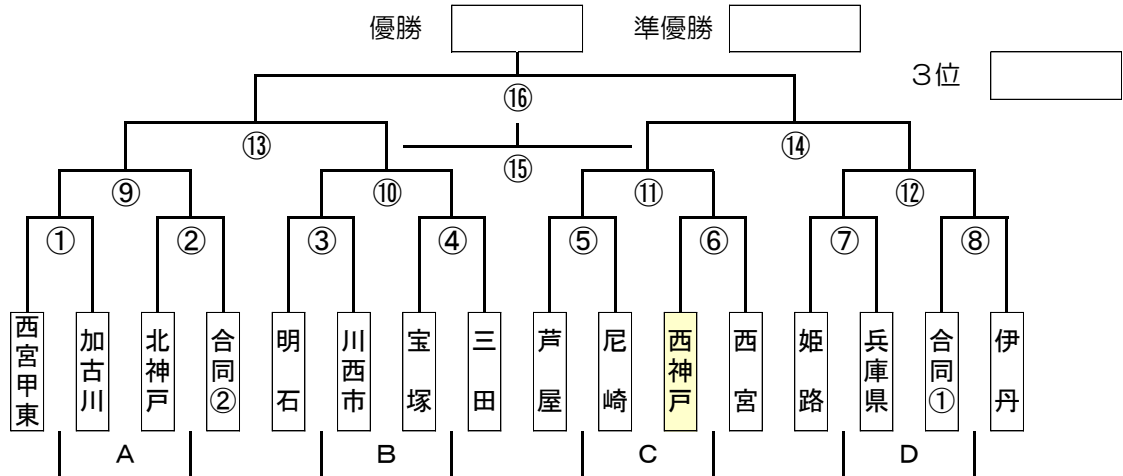 優勝
準優勝
3位
⑯
⑬
⑭
⑮
⑨
⑩
⑪
⑫
①
②
③
④
⑤
⑥
⑦
⑧
西宮甲東
加古川
北神戸
合同②
明石
川西市
宝塚
三田
芦屋
尼崎
西神戸
西宮
姫路
兵庫県
合同①
伊丹
A
B
C
D